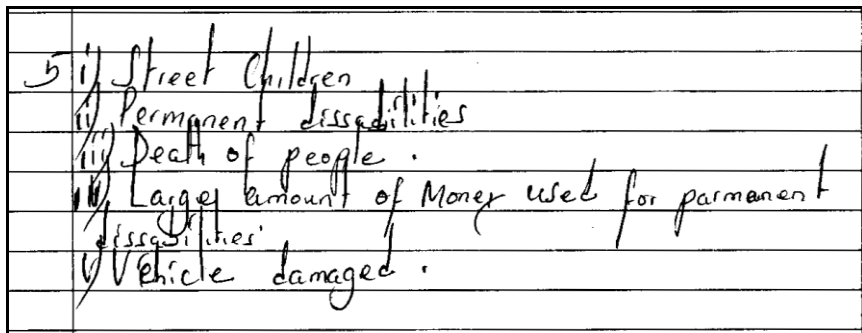 5 i) Street Children
ii) Permanent dissabilities
iii) Death of people .
iv) Larger amount of Money used for parmanent
dissabilities
v) Vehicle damaged .